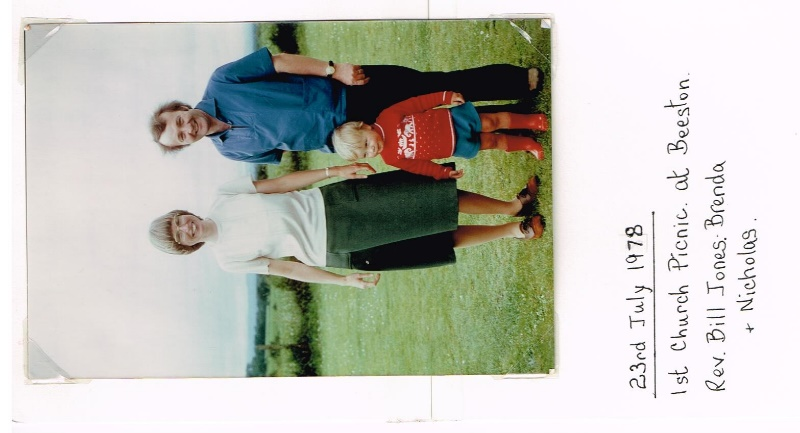 23rd July 1978
1st Church Picnic. at Beeston.
Rev. Bill Jones: Brenda
+ Nicholas.